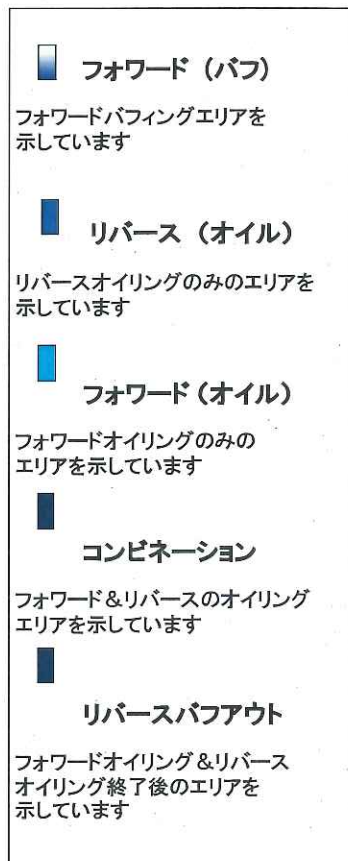 フォワード (バフ)
フォワードバフィングエリアを
示しています
リバース (オイル)
リバースオイリングのみのエリアを
示しています
フォワード(オイル)
フォワードオイリングのみの
エリアを示しています
コンビネーション
フォワード&リバースのオイリング
エリアを示しています
リバースバフアウト
フォワードオイリング&リバース
オイリング終了後のエリアを
示しています